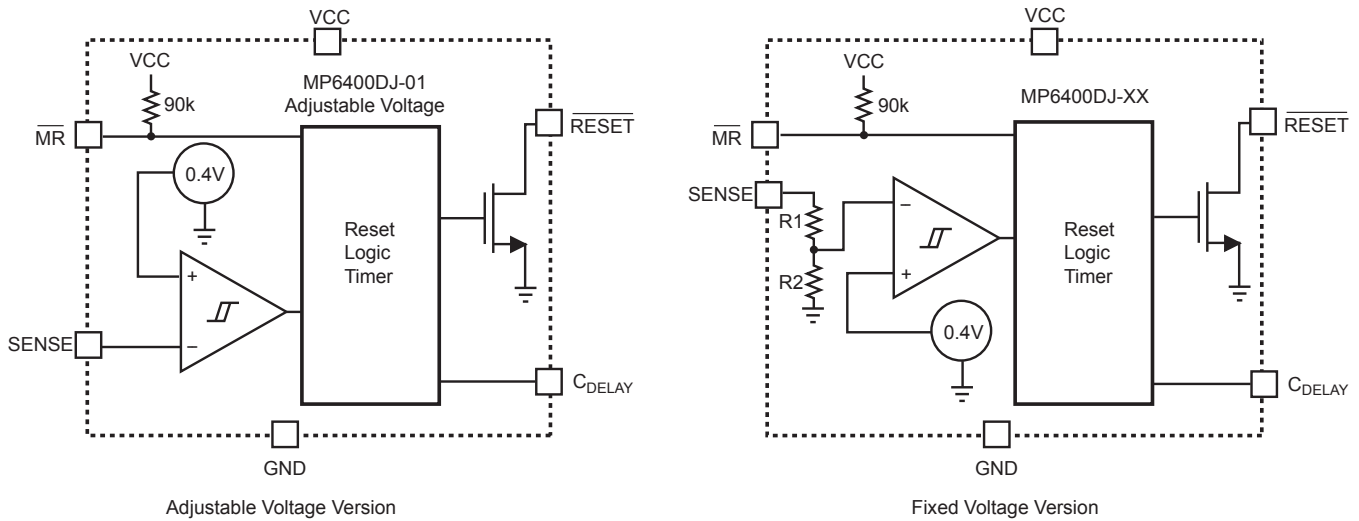 VCC
VCC
MP6400DJ-01
Adjustable Voltage
90k
MR
RESET
0.4V
+
Reset
Logic
Timer
SENSE
–
CDELAY
GND
Adjustable Voltage Version
VCC
VCC
MP6400DJ-XX
90k
MR
RESET
SENSE
R1
–
Reset
Logic
Timer
R2
+
0.4V
CDELAY
GND
Fixed Voltage Version